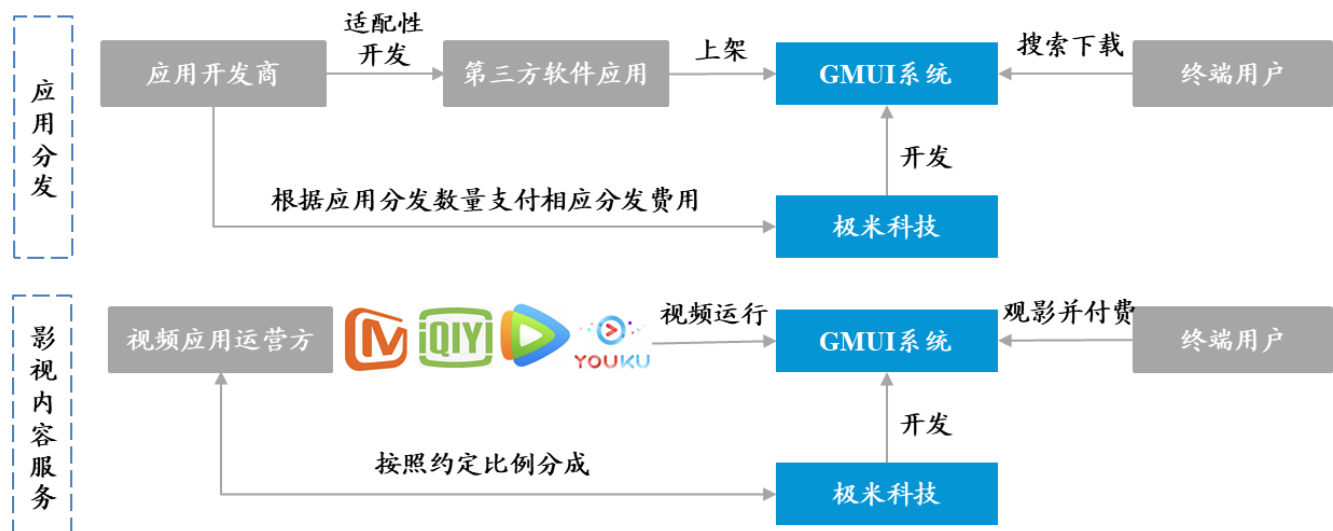 应用分发
应用开发商
适配性
开发
第三方软件应用
上架
GMUI系统
搜索下载
终端用户
开发
根据应用分发数量支付相应分发费用
极米科技
影视内容服务
视频应用运营方
iQIYI
YOUKU
视频运行
GMUI系统
观影并付费
终端用户
开发
按照约定比例分成
极米科技